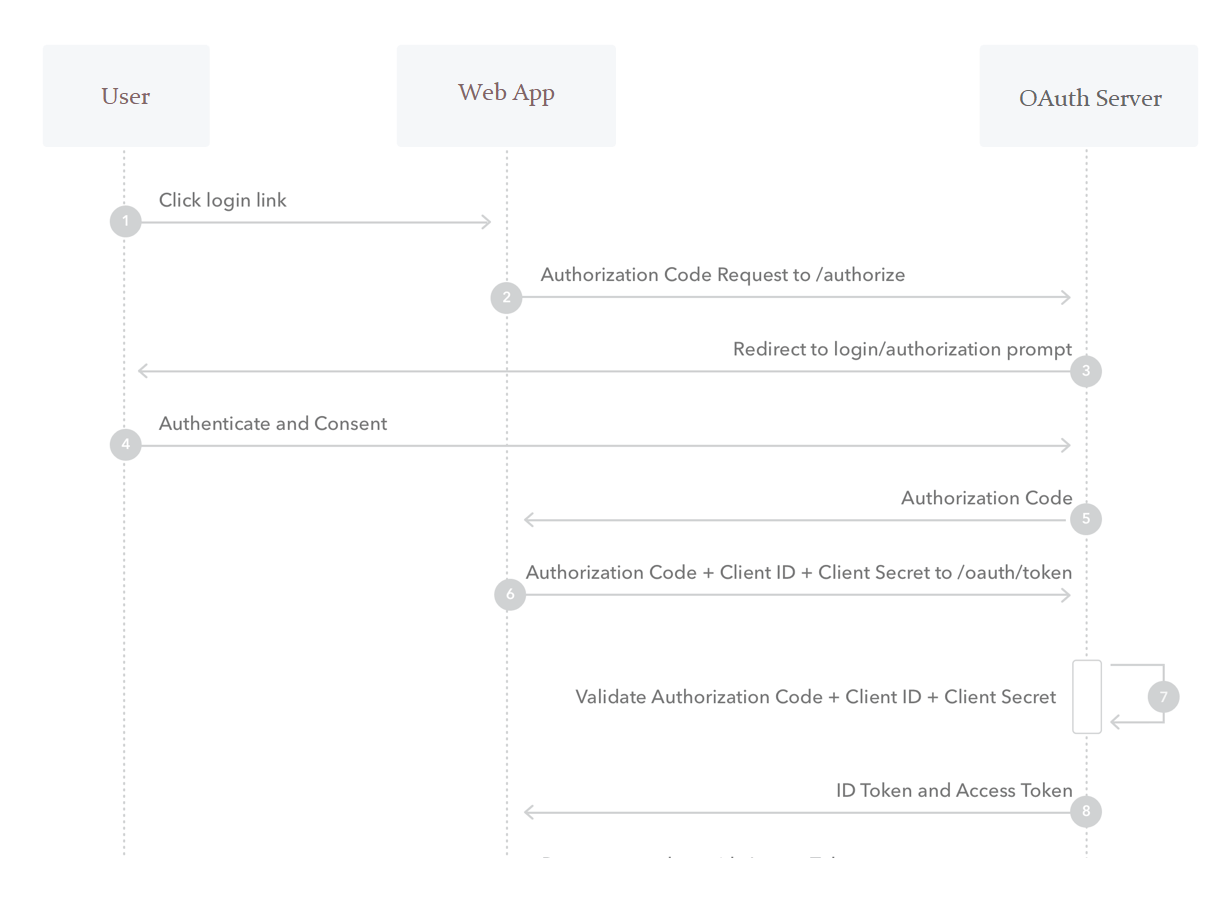 User
Web App
OAuth Server
Click login link
1
Authorization Code Request to /authorize
2
Redirect to login/authorization prompt
3
Authenticate and Consent
4
Authorization Code
5
Authorization Code + Client ID + Client Secret to /oauth/token
6
Validate Authorization Code + Client ID + Client Secret
7
ID Token and Access Token
8